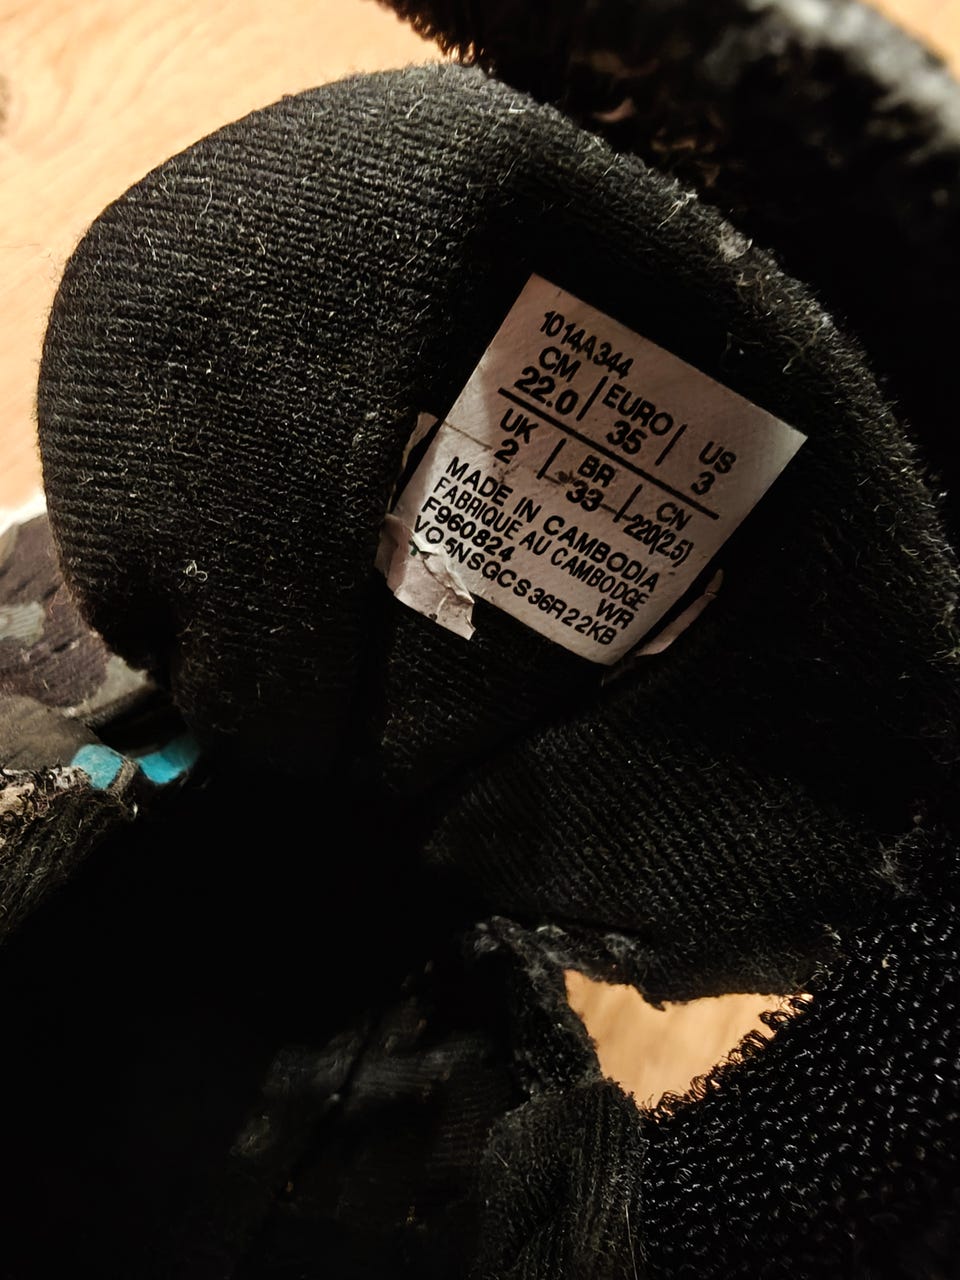 1014A344
CM | EURO | US
22.0 | 35 | 3
UK | BR | CN
2 | 33 | 220(2.5)
MADE IN CAMBODIA
FABRIQUÉ AU CAMBODGE
F960824 WR
VO5NSGCS36R22KB